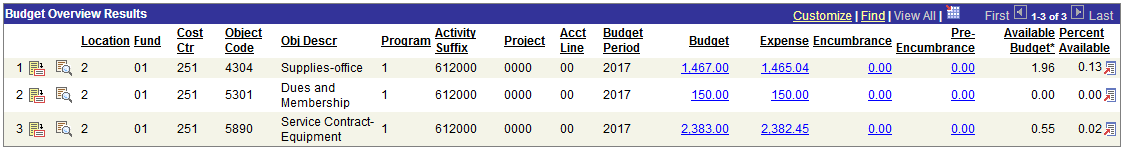 Budget Overview Results Customize | Find | View All | First 1-3 of 3 Last
Location Fund Cost Ctr Object Code Obj Descr Program Activity Suffix Project Acct Line Budget Period Budget Expense Encumbrance Pre-Encumbrance Available Budget* Percent Available
1 2 01 251 4304 Supplies-office 1 612000 0000 00 2017 1,467.00 1,465.04 0.00 0.00 1.96 0.13
2 2 01 251 5301 Dues and Membership 1 612000 0000 00 2017 150.00 150.00 0.00 0.00 0.00 0.00
3 2 01 251 5890 Service Contract-Equipment 1 612000 0000 00 2017 2,383.00 2,382.45 0.00 0.00 0.55 0.02